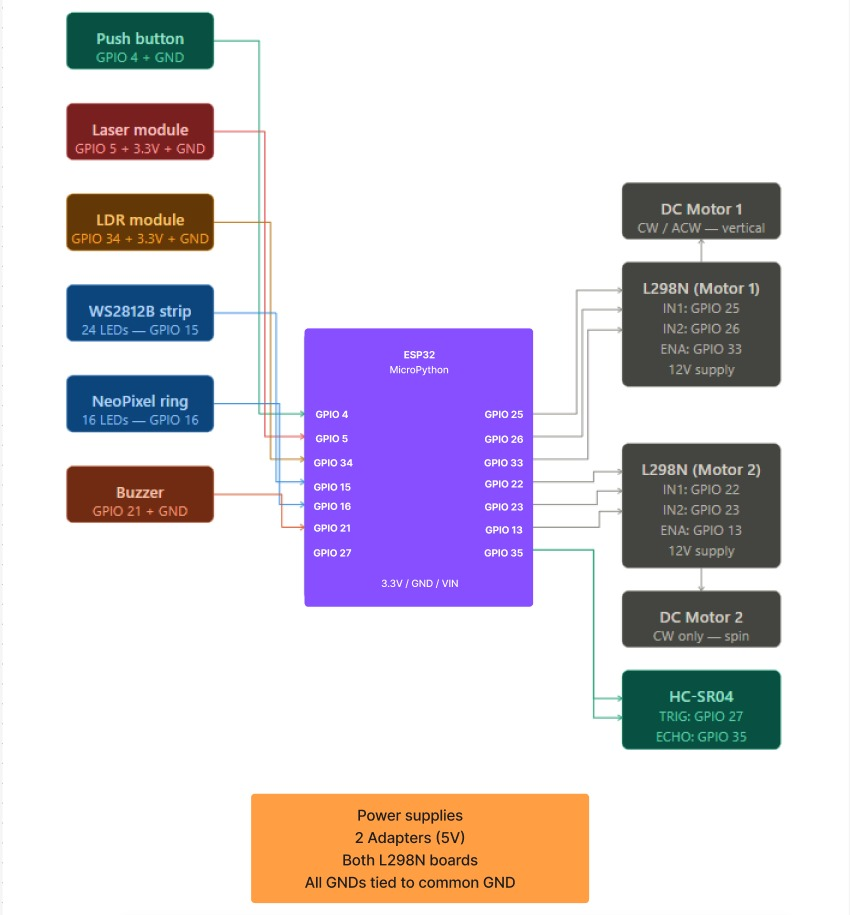 Push button
GPIO 4 + GND
Laser module
GPIO 5 + 3.3V + GND
LDR module
GPIO 34 + 3.3V + GND
WS2812B strip
24 LEDs — GPIO 15
NeoPixel ring
16 LEDs — GPIO 16
Buzzer
GPIO 21 + GND
ESP32
MicroPython
GPIO 4
GPIO 5
GPIO 34
GPIO 15
GPIO 16
GPIO 21
GPIO 27
GPIO 25
GPIO 26
GPIO 33
GPIO 22
GPIO 23
GPIO 13
GPIO 35
3.3V / GND / VIN
DC Motor 1
CW / ACW — vertical
L298N (Motor 1)
IN1: GPIO 25
IN2: GPIO 26
ENA: GPIO 33
12V supply
L298N (Motor 2)
IN1: GPIO 22
IN2: GPIO 23
ENA: GPIO 13
12V supply
DC Motor 2
CW only — spin
HC-SR04
TRIG: GPIO 27
ECHO: GPIO 35
Power supplies
2 Adapters (5V)
Both L298N boards
All GNDs tied to common GND